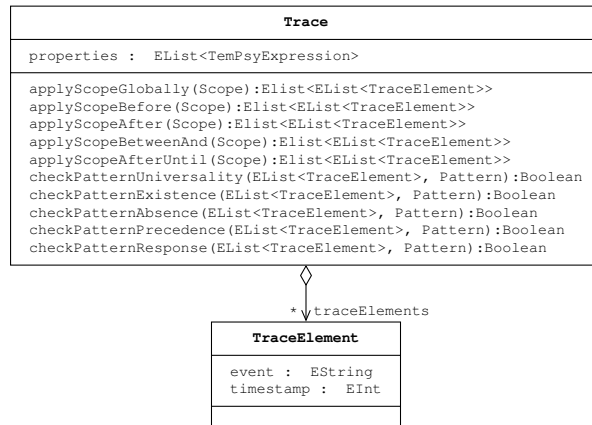 Trace
properties : EList<TemPsyExpression>
applyScopeGlobally(Scope):Elist<EList<TraceElement>>
applyScopeBefore(Scope):Elist<EList<TraceElement>>
applyScopeAfter(Scope):Elist<EList<TraceElement>>
applyScopeBetweenAnd(Scope):Elist<EList<TraceElement>>
applyScopeAfterUntil(Scope):Elist<EList<TraceElement>>
checkPatternUniversality(EList<TraceElement>, Pattern):Boolean
checkPatternExistence(EList<TraceElement>, Pattern):Boolean
checkPatternAbsence(EList<TraceElement>, Pattern):Boolean
checkPatternPrecedence(EList<TraceElement>, Pattern):Boolean
checkPatternResponse(EList<TraceElement>, Pattern):Boolean
* traceElements
TraceElement
event : EString
timestamp : EInt